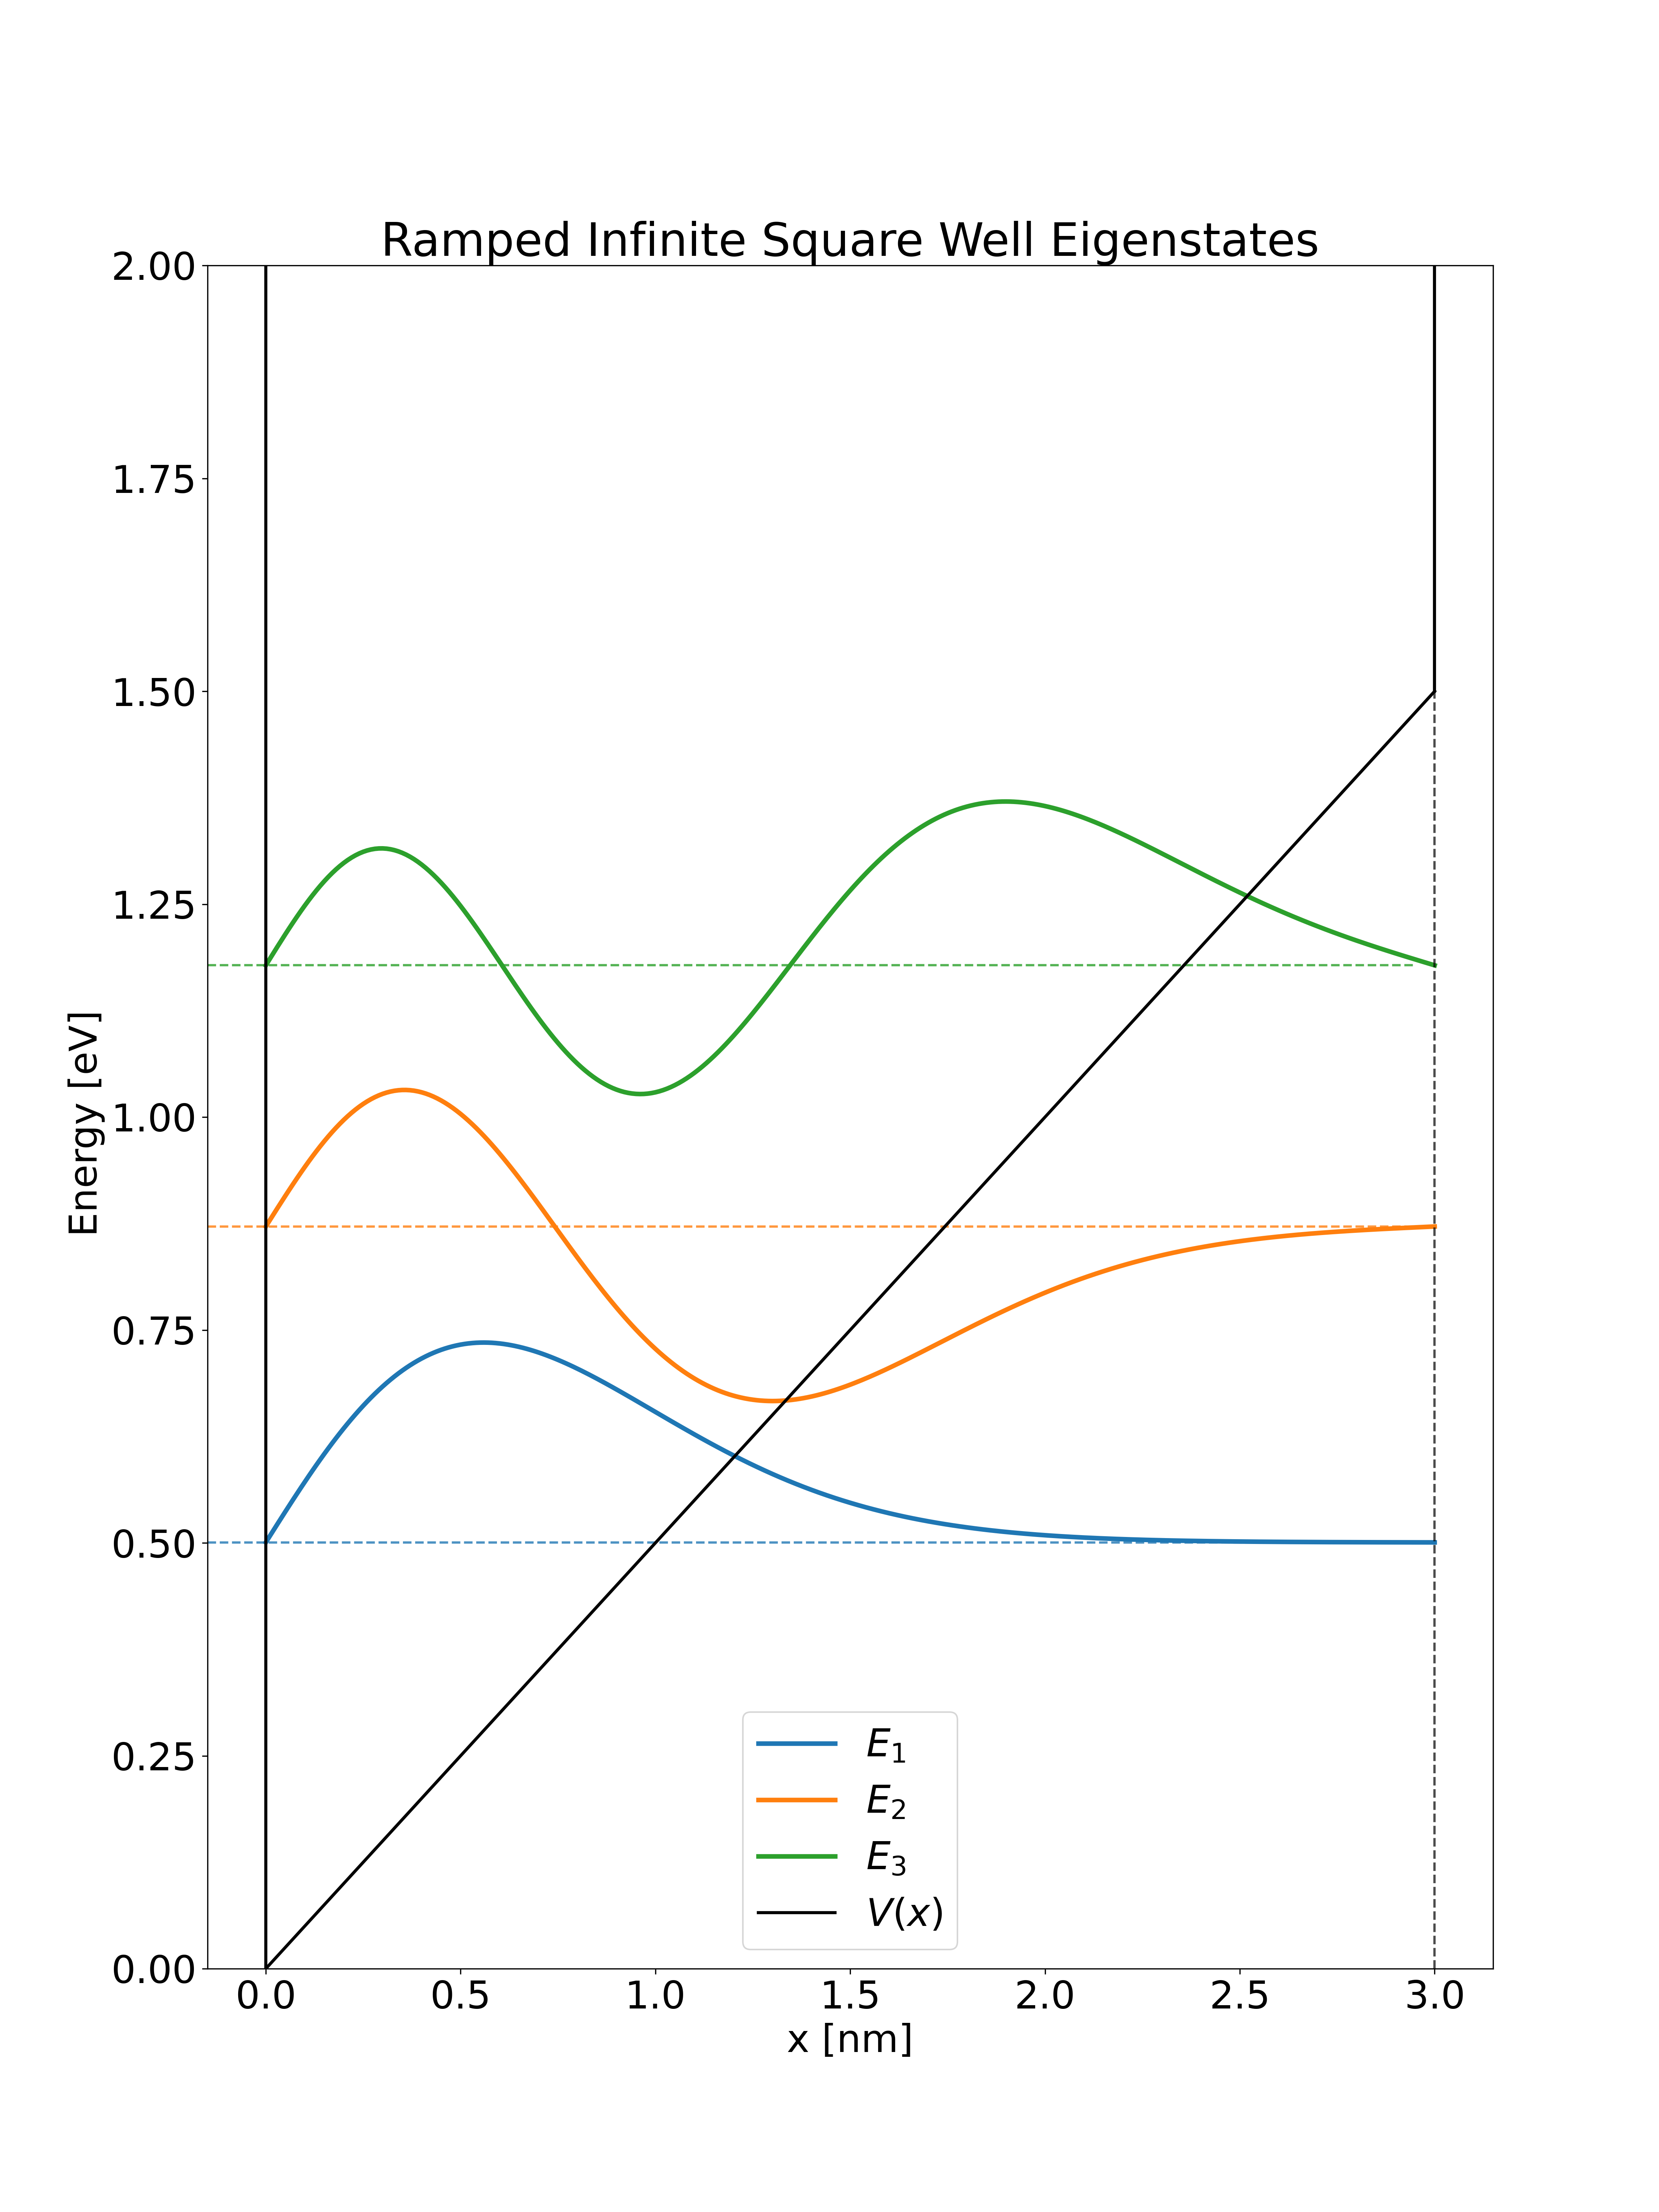 Ramped Infinite Square Well Eigenstates
2.00
1.75
1.50
1.25
1.00
0.75
0.50
0.25
0.00
Energy [eV]
E₁
E₂
E₃
V(x)
0.0 0.5 1.0 1.5 2.0 2.5 3.0
x [nm]